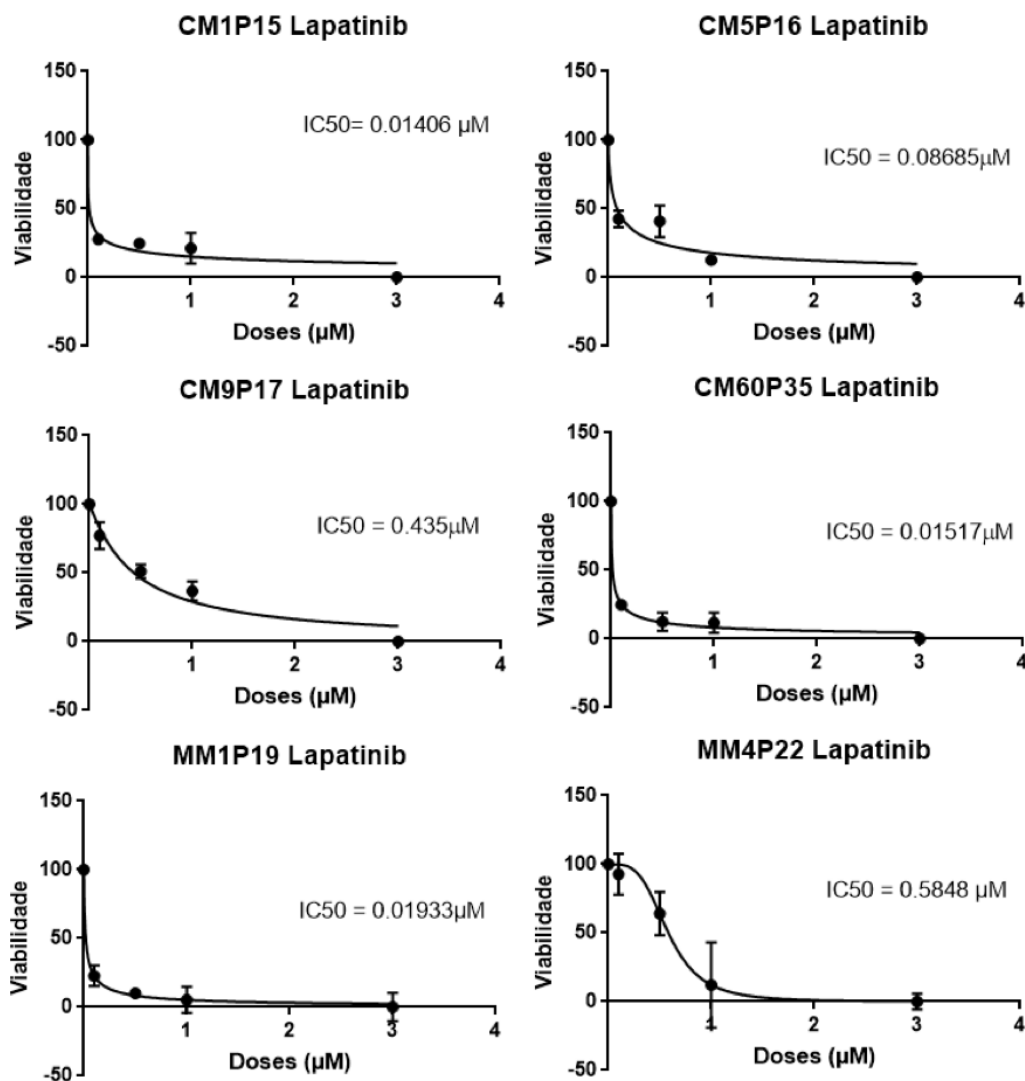 CM1P15 Lapatinib
150
100
50
0
-50
Viabilidade
IC50= 0.01406 µM
1
2
3
4
Doses (µM)
CM5P16 Lapatinib
150
100
50
0
-50
Viabilidade
IC50 = 0.08685µM
1
2
3
4
Doses (µM)
CM9P17 Lapatinib
150
100
50
0
-50
Viabilidade
IC50 = 0.435µM
1
2
3
4
Doses (µM)
CM60P35 Lapatinib
150
100
50
0
-50
Viabilidade
IC50 = 0.01517µM
1
2
3
4
Doses (µM)
MM1P19 Lapatinib
150
100
50
0
-50
Viabilidade
IC50 = 0.01933µM
1
2
3
4
Doses (µM)
MM4P22 Lapatinib
150
100
50
0
-50
Viabilidade
IC50 = 0.5848 µM
1
2
3
4
Doses (µM)